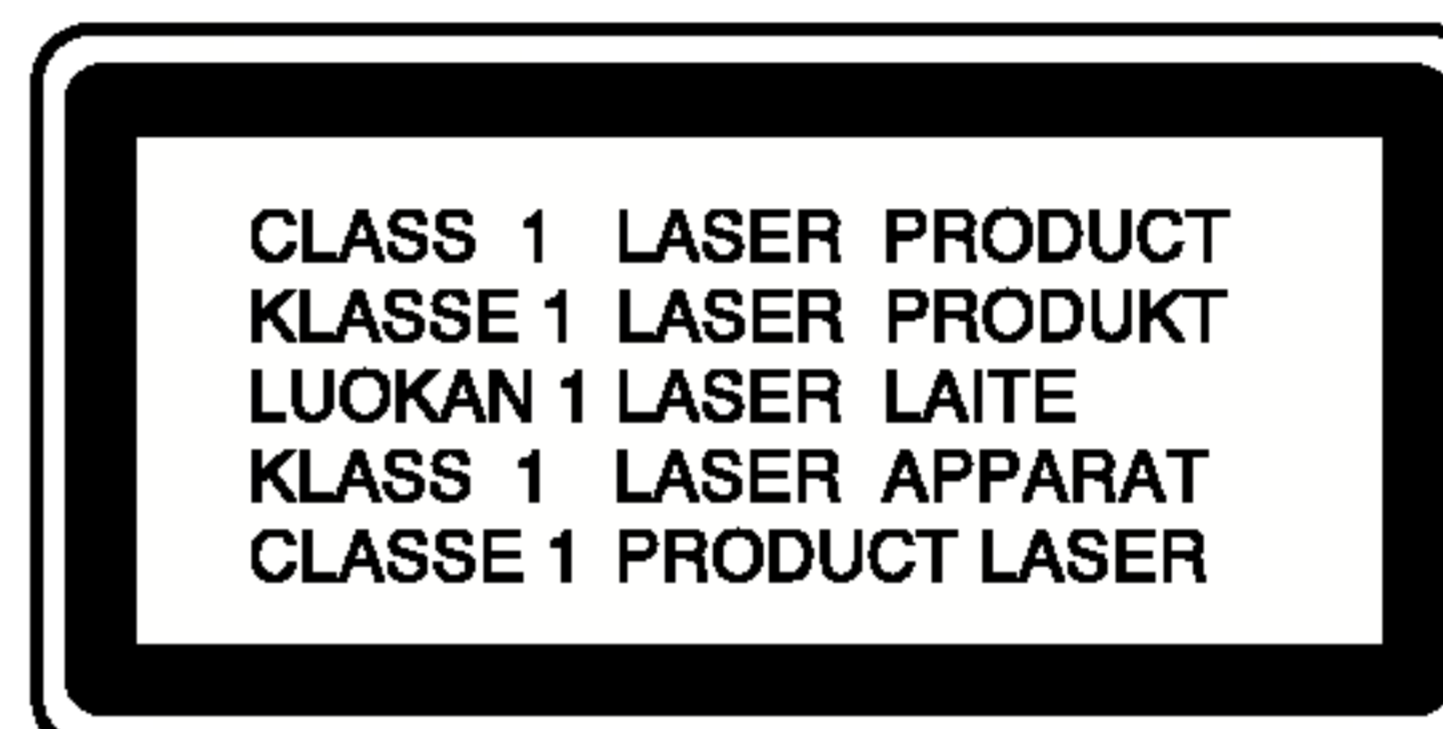 CLASS 1 LASER PRODUCT
KLASSE 1 LASER PRODUKT
LUOKAN 1 LASER LAITE
KLASS 1 LASER APPARAT
CLASSE 1 PRODUCT LASER